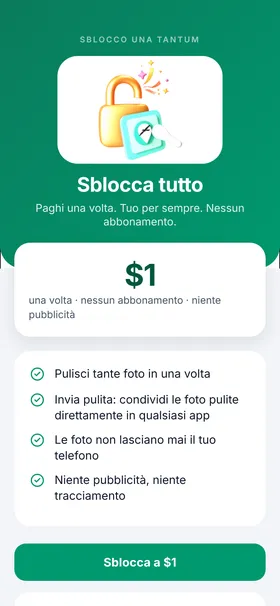 SBLOCCO UNA TANTUM
Sblocca tutto
Paghi una volta. Tuo per sempre. Nessun
abbonamento.
$1
una volta · nessun abbonamento · niente
pubblicità
Pulisci tante foto in una volta
Invia pulita: condividi le foto pulite
direttamente in qualsiasi app
Le foto non lasciano mai il tuo
telefono
Niente pubblicità, niente
tracciamento
Sblocca a $1